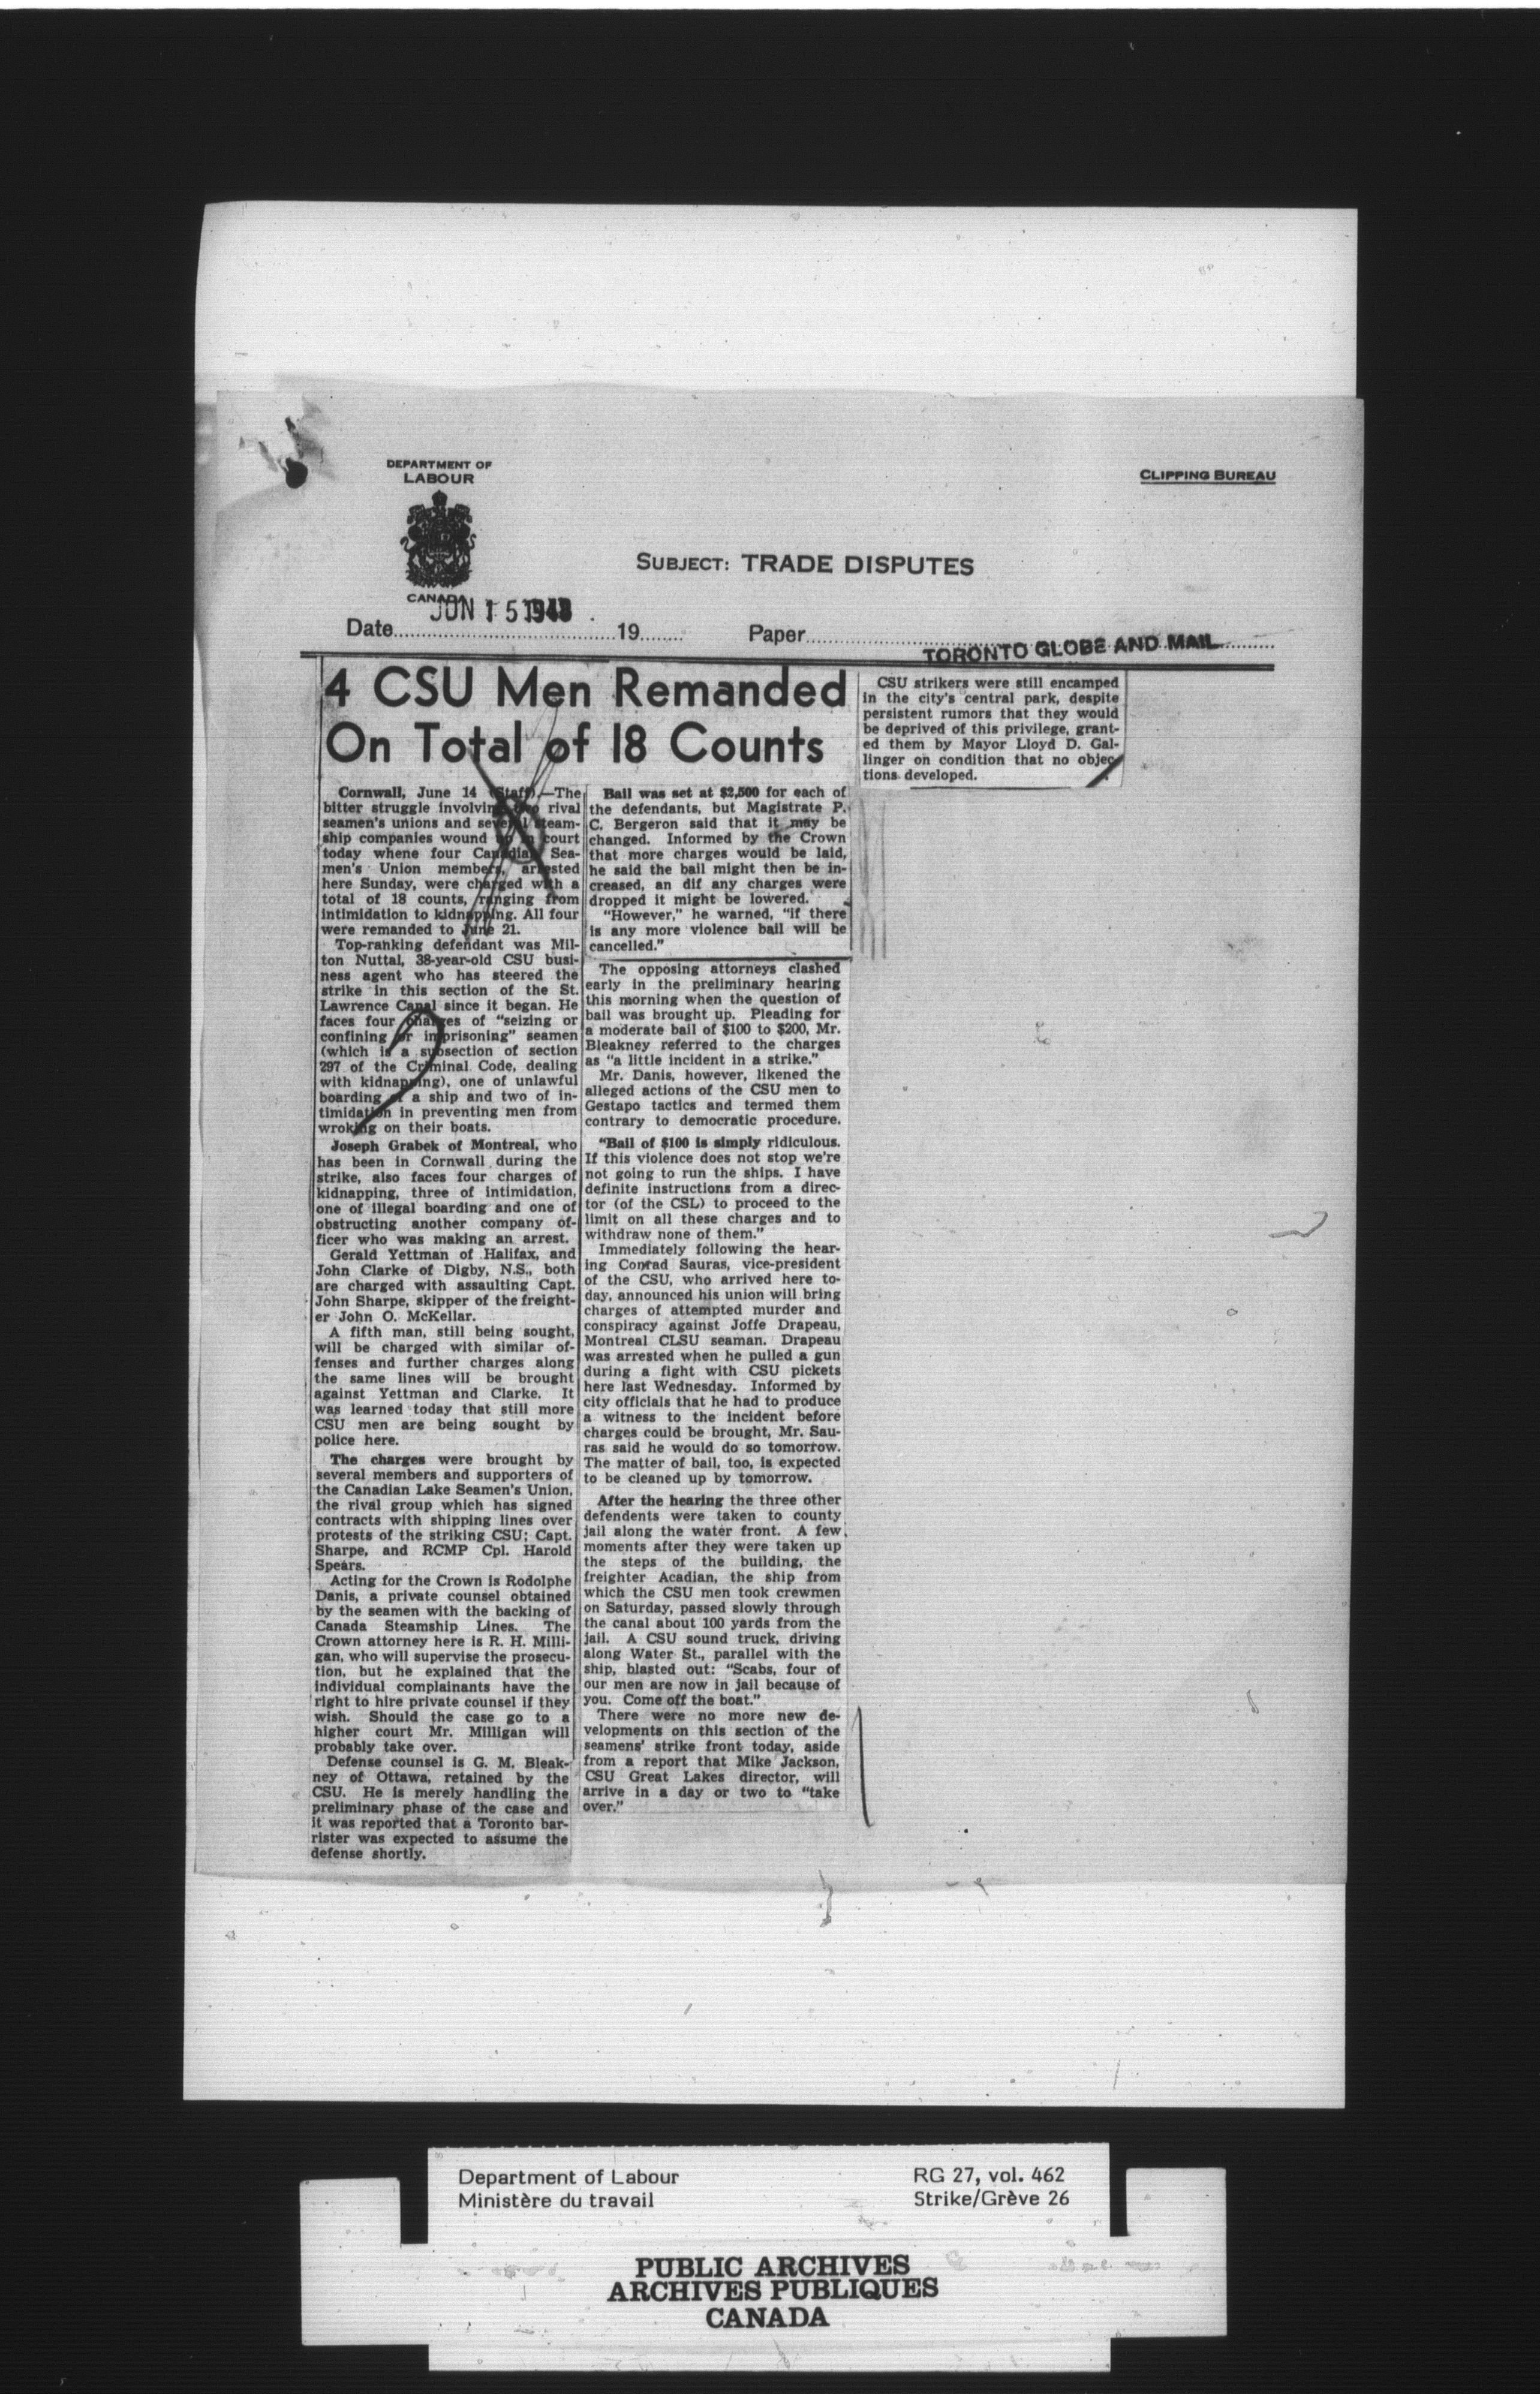 DEPARTMENT OF
LABOUR
CANADA
CLIPPING BUREAU
SUBJECT: TRADE DISPUTES
JUN 15 1948
Date 19
Paper
TORONTO GLOBE AND MAIL
4 CSU Men Remanded
On Total of 18 Counts
Cornwall, June 14 (Staff).—The
bitter struggle involving two rival
seamen's unions and several steam-
ship companies wound up in court
today whene four Canadian Sea-
men's Union members, arrested
here Sunday, were charged with a
total of 18 counts, ranging from
intimidation to kidnapping. All four
were remanded to June 21.
Top-ranking defendant was Mil-
ton Nuttal, 38-year-old CSU busi-
ness agent who has steered the
strike in this section of the St.
Lawrence Canal since it began. He
faces four charges of "seizing or
confining or imprisoning" seamen
(which is a subsection of section
297 of the Criminal Code, dealing
with kidnapping), one of unlawful
boarding of a ship and two of in-
timidation in preventing men from
wroking on their boats.
Joseph Grabek of Montreal, who
has been in Cornwall during the
strike, also faces four charges of
kidnapping, three of intimidation,
one of illegal boarding and one of
obstructing another company of-
ficer who was making an arrest.
Gerald Yettman of Halifax, and
John Clarke of Digby, N.S., both
are charged with assaulting Capt.
John Sharpe, skipper of the freight-
er John O. McKellar.
A fifth man, still being sought,
will be charged with similar of-
fenses and further charges along
the same lines will be brought
against Yettman and Clarke. It
was learned today that still more
CSU men are being sought by
police here.
The charges were brought by
several members and supporters of
the Canadian Lake Seamen's Union,
the rival group which has signed
contracts with shipping lines over
protests of the striking CSU; Capt.
Sharpe, and RCMP Cpl. Harold
Spears.
Acting for the Crown is Rodolphe
Danis, a private counsel obtained
by the seamen with the backing of
Canada Steamship Lines. The
Crown attorney here is R. H. Milli-
gan, who will supervise the prosecu-
tion, but he explained that the
individual complainants have the
right to hire private counsel if they
wish. Should the case go to a
higher court Mr. Milligan will
probably take over.
Defense counsel is G. M. Bleak-
ney of Ottawa, retained by the
CSU. He is merely handling the
preliminary phase of the case and
it was reported that a Toronto bar-
rister was expected to assume the
defense shortly.
Bail was set at $2,500 for each of
the defendants, but Magistrate P.
C. Bergeron said that it may be
changed. Informed by the Crown
that more charges would be laid,
he said the bail might then be in-
creased, an dif any charges were
dropped it might be lowered.
"However," he warned, "if there
is any more violence bail will be
cancelled."
The opposing attorneys clashed
early in the preliminary hearing
this morning when the question of
bail was brought up. Pleading for
a moderate bail of $100 to $200, Mr.
Bleakney referred to the charges
as "a little incident in a strike."
Mr. Danis, however, likened the
alleged actions of the CSU men to
Gestapo tactics and termed them
contrary to democratic procedure.
"Bail of $100 is simply ridiculous.
If this violence does not stop we're
not going to run the ships. I have
definite instructions from a direc-
tor (of the CSL) to proceed to the
limit on all these charges and to
withdraw none of them."
Immediately following the hear-
ing Conrad Sauras, vice-president
of the CSU, who arrived here to-
day, announced his union will bring
charges of attempted murder and
conspiracy against Joffe Drapeau,
Montreal CLSU seaman. Drapeau
was arrested when he pulled a gun
during a fight with CSU pickets
here last Wednesday. Informed by
city officials that he had to produce
a witness to the incident before
charges could be brought, Mr. Sau-
ras said he would do so tomorrow.
The matter of bail, too, is expected
to be cleaned up by tomorrow.
After the hearing the three other
defendents were taken to county
jail along the water front. A few
moments after they were taken up
the steps of the building, the
freighter Acadian, the ship from
which the CSU men took crewmen
on Saturday, passed slowly through
the canal about 100 yards from the
jail. A CSU sound truck, driving
along Water St., parallel with the
ship, blasted out: "Scabs, four of
our men are now in jail because of
you. Come off the boat."
There were no more new de-
velopments on this section of the
seamens' strike front today, aside
from a report that Mike Jackson,
CSU Great Lakes director, will
arrive in a day or two to "take
over."
CSU strikers were still encamped
in the city's central park, despite
persistent rumors that they would
be deprived of this privilege, grant-
ed them by Mayor Lloyd D. Gal-
linger on condition that no objec-
tions developed.
Department of Labour
Ministère du travail
RG 27, vol. 462
Strike/Grève 26
PUBLIC ARCHIVES
ARCHIVES PUBLIQUES
CANADA